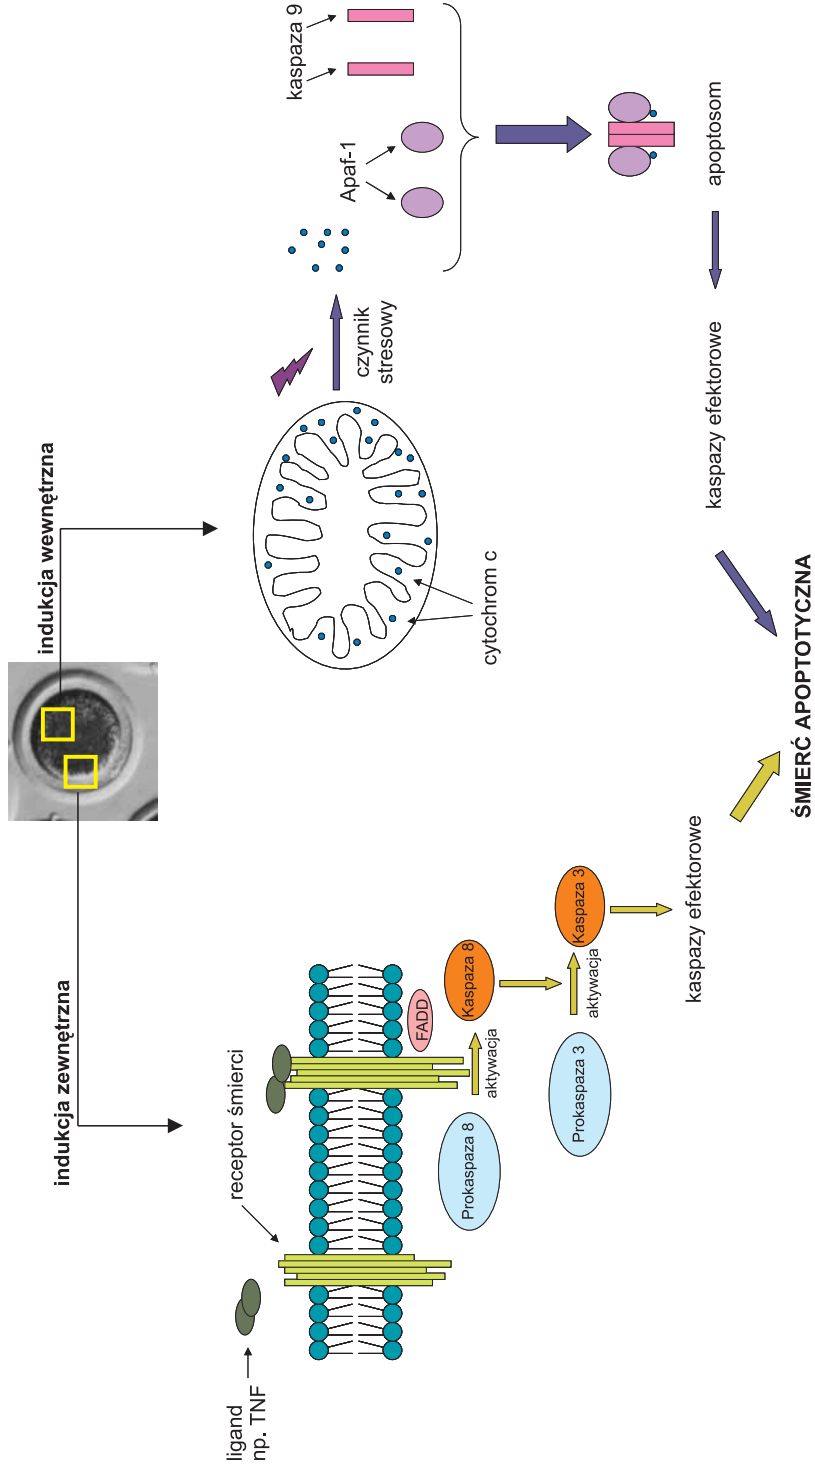 indukcja zewnętrzna
indukcja wewnętrzna
ligand
np. TNF
receptor śmierci
FADD
Prokaspaza 8
aktywacja
Kaspaza 8
Prokaspaza 3
aktywacja
Kaspaza 3
kaspazy efektorowe
cytochrom c
czynnik
stresowy
Apaf-1
kaspaza 9
apoptosom
kaspazy efektorowe
ŚMIERĆ APOPTOTYCZNA